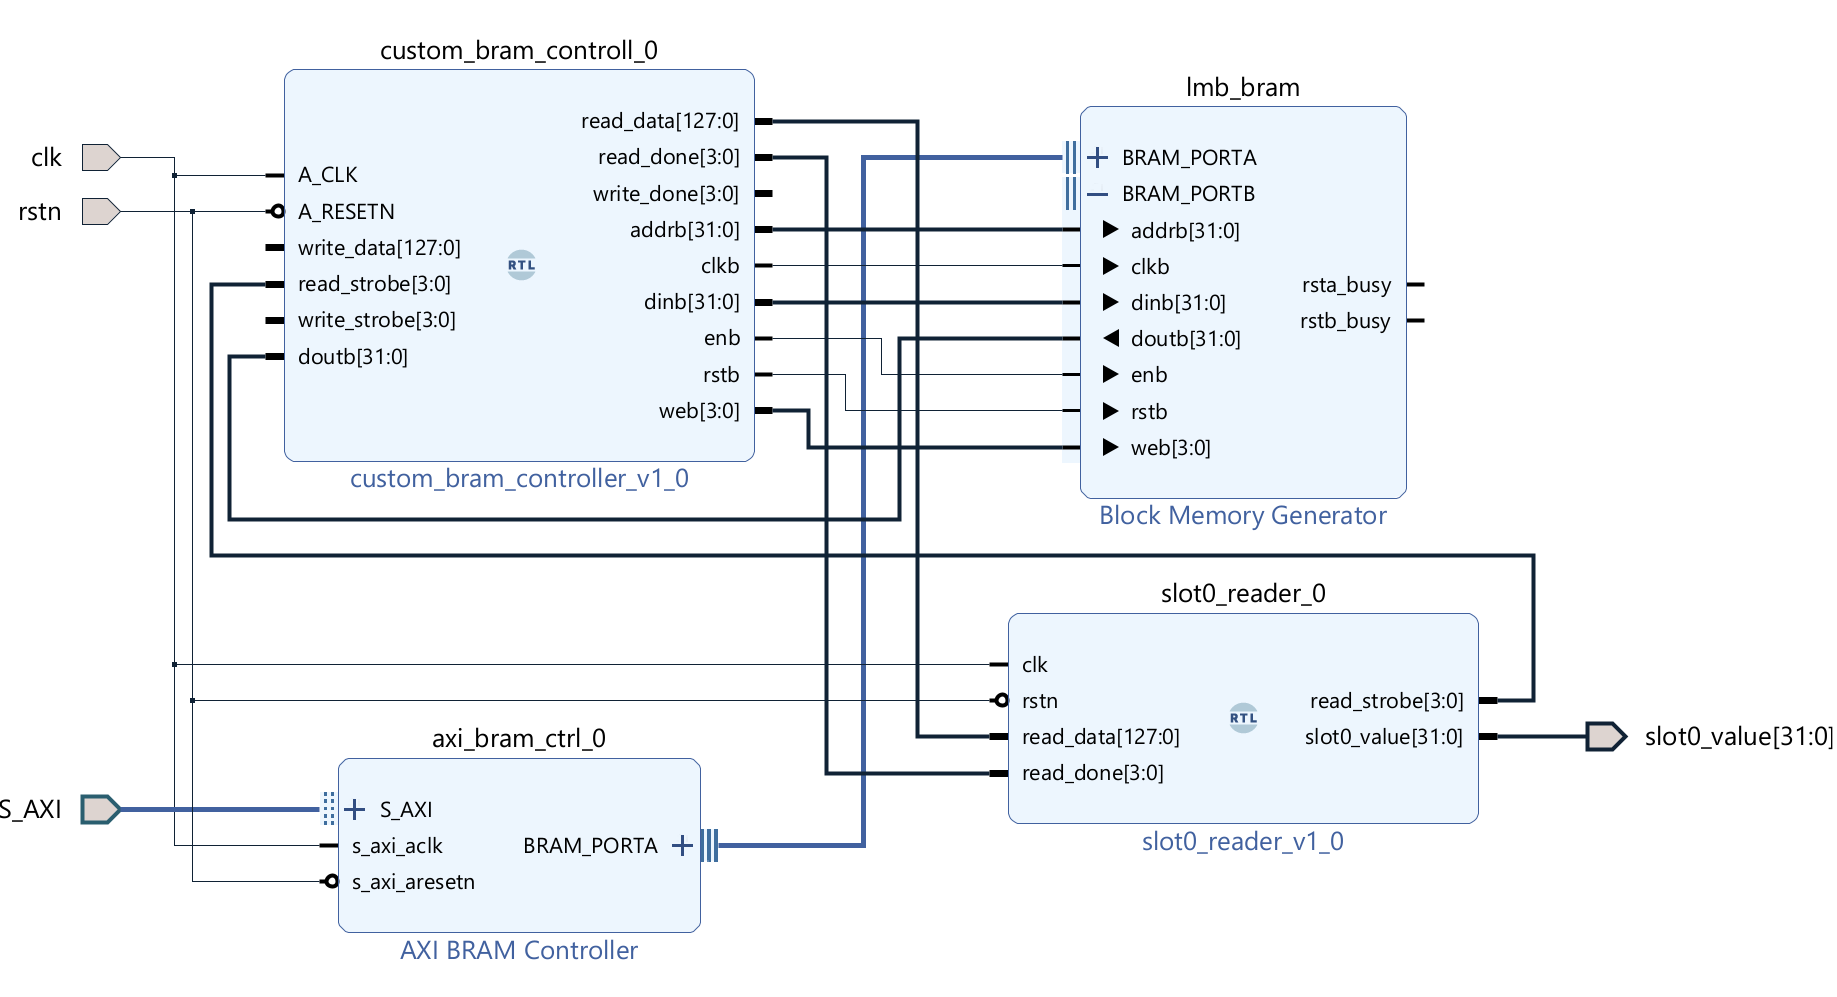 custom_bram_controll_0
clk
rstn
A_CLK
A_RESETN
write_data[127:0]
read_strobe[3:0]
write_strobe[3:0]
doutb[31:0]
RTL
read_data[127:0]
read_done[3:0]
write_done[3:0]
addrb[31:0]
clkb
dinb[31:0]
enb
rstb
web[3:0]
custom_bram_controller_v1_0
lmb_bram
BRAM_PORTA
BRAM_PORTB
addrb[31:0]
clkb
dinb[31:0]
doutb[31:0]
enb
rstb
web[3:0]
rsta_busy
rstb_busy
Block Memory Generator
slot0_reader_0
clk
rstn
read_data[127:0]
read_done[3:0]
RTL
read_strobe[3:0]
slot0_value[31:0]
slot0_value[31:0]
slot0_reader_v1_0
axi_bram_ctrl_0
S_AXI
S_AXI
s_axi_aclk
s_axi_aresetn
BRAM_PORTA
AXI BRAM Controller